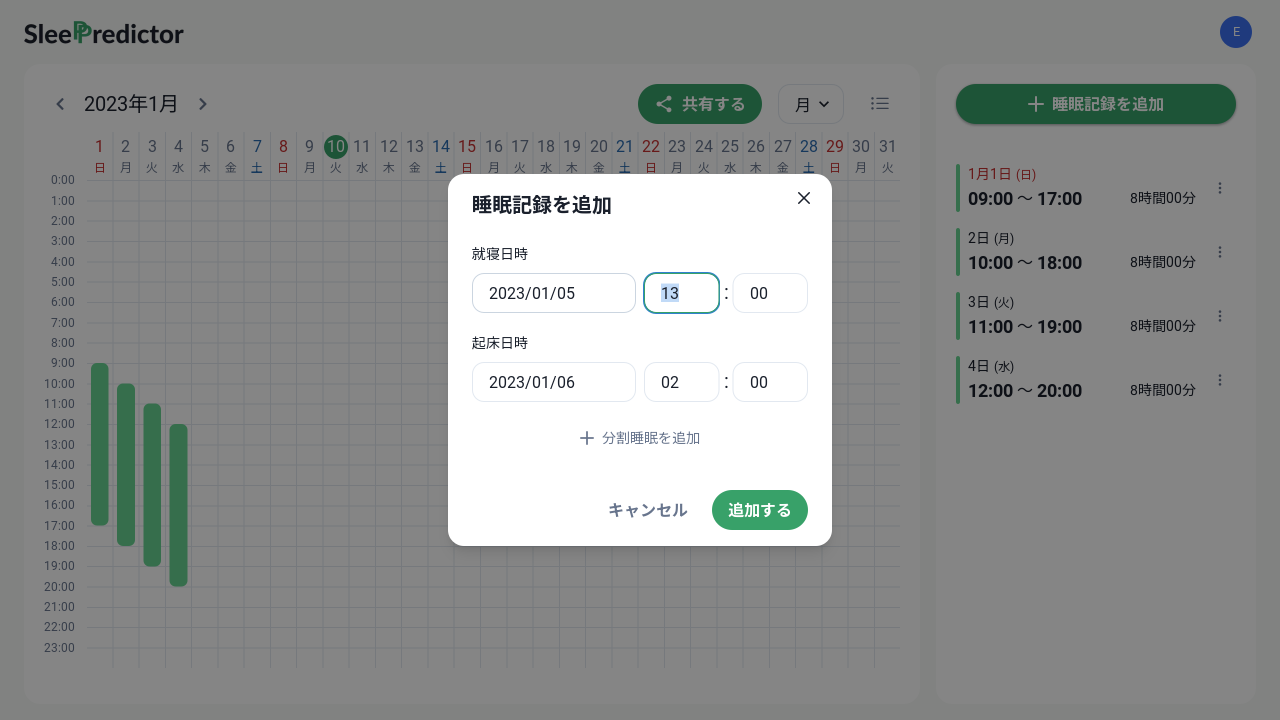 SleePredictor
E
2023年1月
共有する
月
睡眠記録を追加
1 2 3 4 5 6 7 8 9 10 11 12 13 14 15 16 17 18 19 20 21 22 23 24 25 26 27 28 29 30 31
日 月 火 水 木 金 土 日 月 火 水 木 金 土 日 月 火 水 木 金 土 日 月 火 水 木 金 土 日 月 火
0:00
1:00
2:00
3:00
4:00
5:00
6:00
7:00
8:00
9:00
10:00
11:00
12:00
13:00
14:00
15:00
16:00
17:00
18:00
19:00
20:00
21:00
22:00
23:00
睡眠記録を追加
就寝日時
2023/01/05 13 : 00
起床日時
2023/01/06 02 : 00
分割睡眠を追加
キャンセル 追加する
1月1日 (日)
09:00 〜 17:00 8時間00分
2日 (月)
10:00 〜 18:00 8時間00分
3日 (火)
11:00 〜 19:00 8時間00分
4日 (水)
12:00 〜 20:00 8時間00分